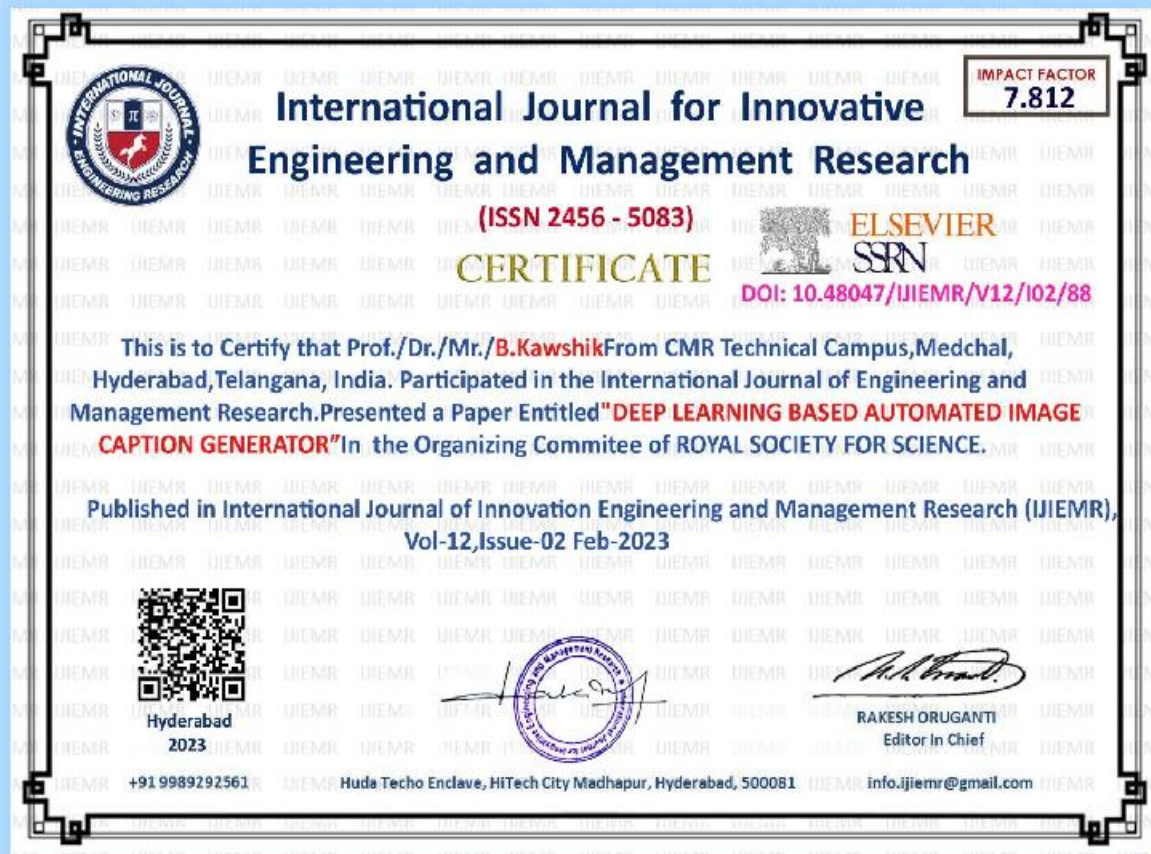 IMPACT FACTOR
7.812
INTERNATIONAL JOURNAL
ENGINEERING RESEARCH
International Journal for Innovative
Engineering and Management Research
(ISSN 2456 - 5083)
ELSEVIER
SSRN
CERTIFICATE
DOI: 10.48047/IJIEMR/V12/I02/88
This is to Certify that Prof./Dr./Mr./B.KawshikFrom CMR Technical Campus,Medchal,
Hyderabad,Telangana, India. Participated in the International Journal of Engineering and
Management Research.Presented a Paper Entitled"DEEP LEARNING BASED AUTOMATED IMAGE
CAPTION GENERATOR"In the Organizing Commitee of ROYAL SOCIETY FOR SCIENCE.
Published in International Journal of Innovation Engineering and Management Research (IJIEMR),
Vol-12,Issue-02 Feb-2023
Hyderabad
2023
RAKESH ORUGANTI
Editor In Chief
+91 9989292561
Huda Techo Enclave, HiTech City Madhapur, Hyderabad, 500081
info.ijiemr@gmail.com